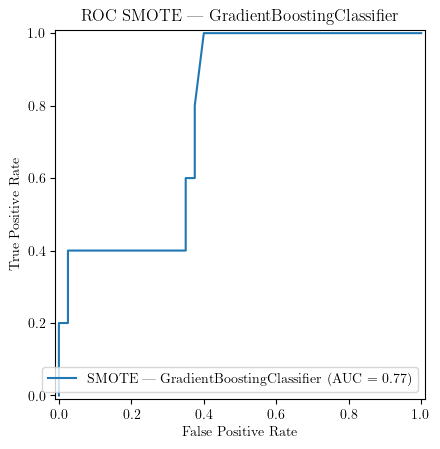 ROC SMOTE — GradientBoostingClassifier
1.0
0.8
0.6
0.4
0.2
0.0
True Positive Rate
SMOTE — GradientBoostingClassifier (AUC = 0.77)
0.0 0.2 0.4 0.6 0.8 1.0
False Positive Rate